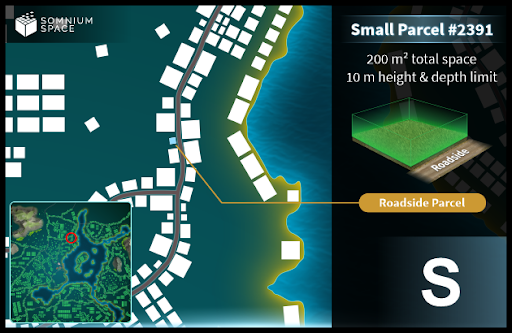 SOMNIUM
SPACE
Small Parcel #2391
200 m² total space
10 m height & depth limit
Roadside
Roadside Parcel
S